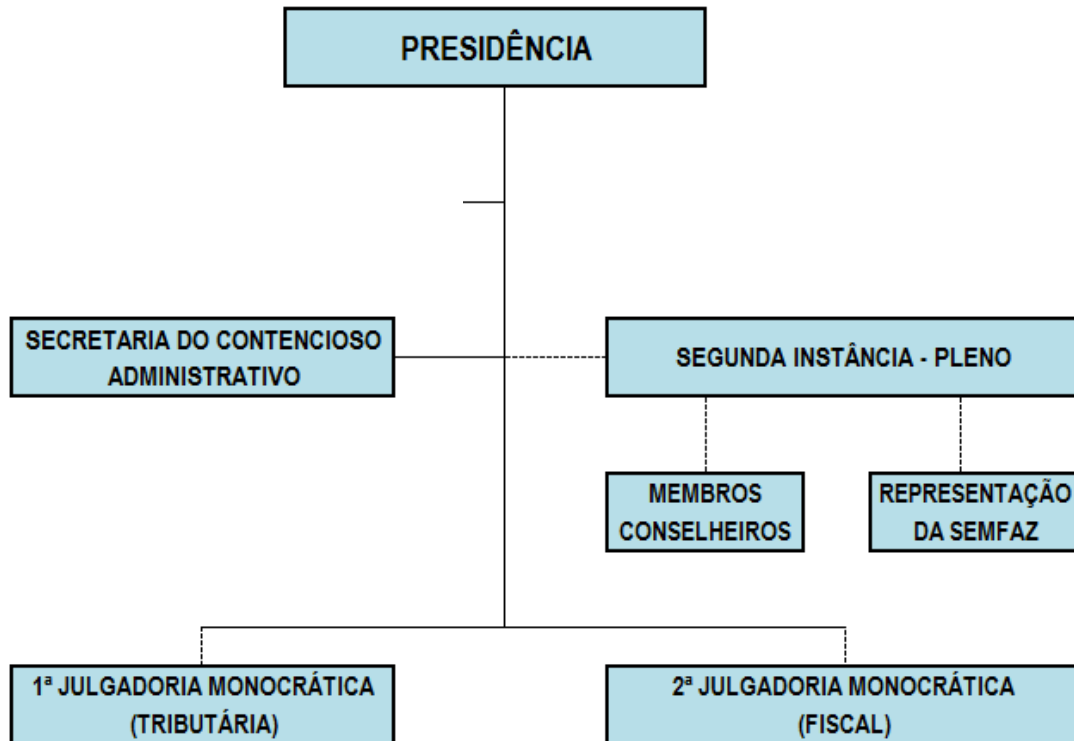 PRESIDÊNCIA
SECRETARIA DO CONTENCIOSO
ADMINISTRATIVO
SEGUNDA INSTÂNCIA - PLENO
MEMBROS
CONSELHEIROS
REPRESENTAÇÃO
DA SEMFAZ
1ª JULGADORIA MONOCRÁTICA
(TRIBUTÁRIA)
2ª JULGADORIA MONOCRÁTICA
(FISCAL)